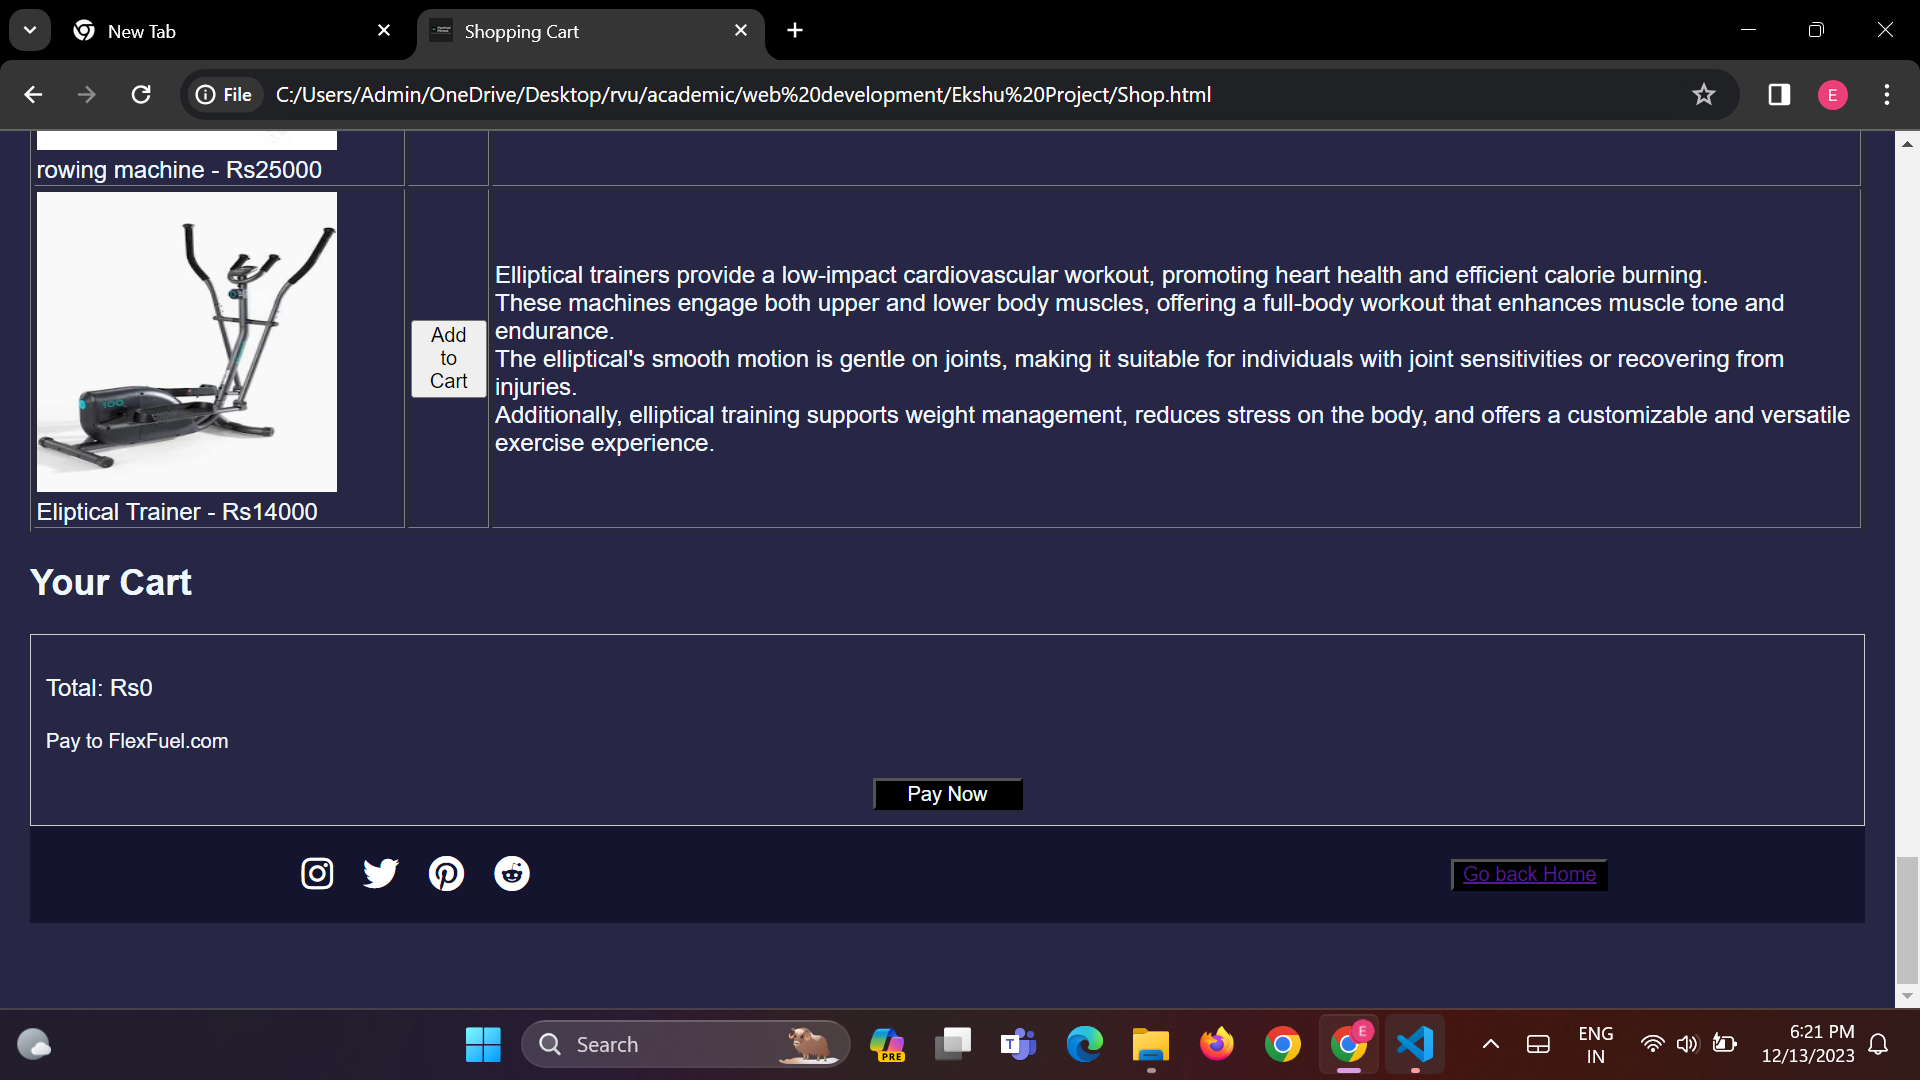 New Tab
Shopping Cart
File
C:/Users/Admin/OneDrive/Desktop/rvu/academic/web%20development/Ekshu%20Project/Shop.html
E
rowing machine - Rs25000
100
Eliptical Trainer - Rs14000
Add
to
Cart
Elliptical trainers provide a low-impact cardiovascular workout, promoting heart health and efficient calorie burning.
These machines engage both upper and lower body muscles, offering a full-body workout that enhances muscle tone and
endurance.
The elliptical's smooth motion is gentle on joints, making it suitable for individuals with joint sensitivities or recovering from
injuries.
Additionally, elliptical training supports weight management, reduces stress on the body, and offers a customizable and versatile
exercise experience.
Your Cart
Total: Rs0
Pay to FlexFuel.com
Pay Now
Go back Home
Search
PRE
T
E
ENG
IN
6:21 PM
12/13/2023